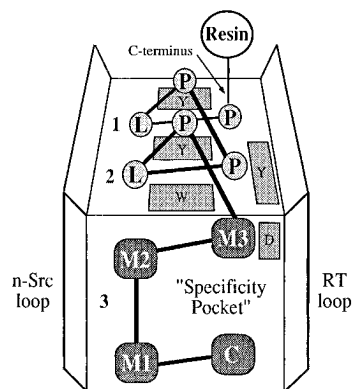 Resin
C-terminus
P
Y
P
1 L P
Y
P
2 L Y
W
M3 D
M2
n-Src
loop
3
"Specificity
Pocket"
RT
loop
M1 C